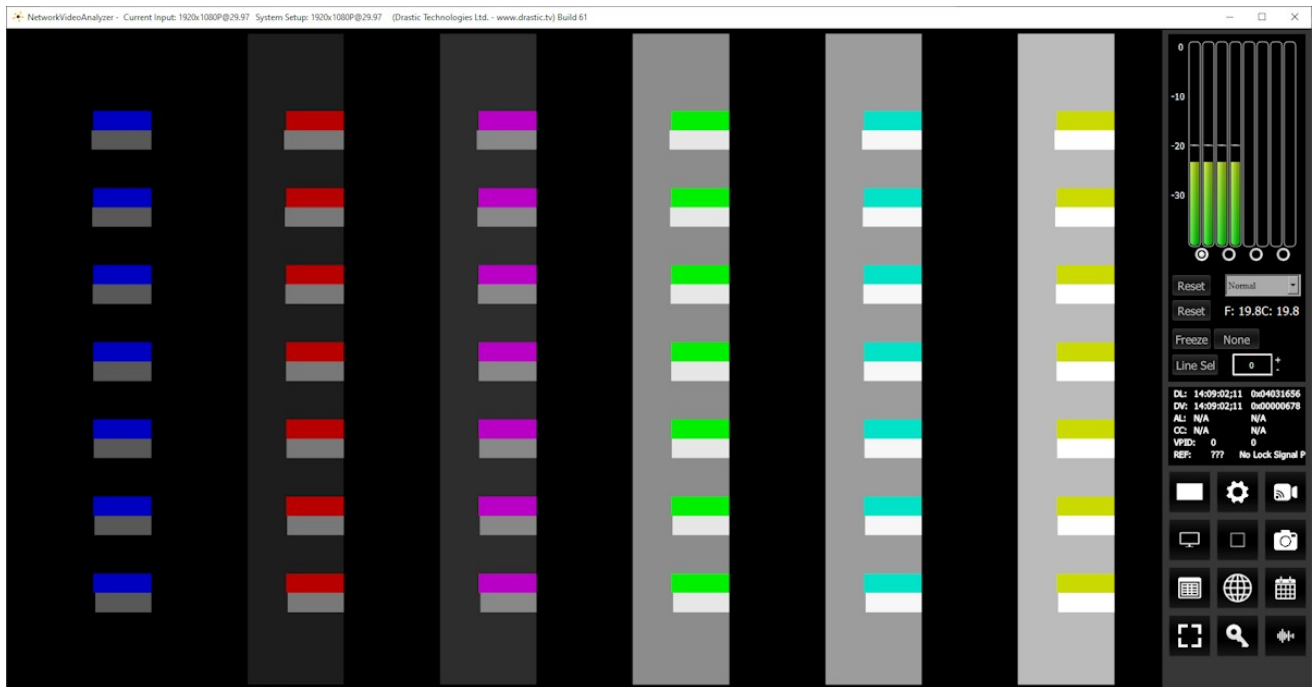 NetworkVideoAnalyzer - Current Input: 1920x1080P@29.97 System Setup: 1920x1080P@29.97 (Drastic Technologies Ltd. - www.drastic.tv) Build 61
0
-10
-20
-30
Reset Normal
Reset F: 19.8C: 19.8
Freeze None
Line Sel 0 +
-
DL: 14:09:02;11 0x04031656
DV: 14:09:02;11 0x00000678
AL: N/A N/A
CC: N/A N/A
VPID: 0 0
REF: ??? No Lock Signal P